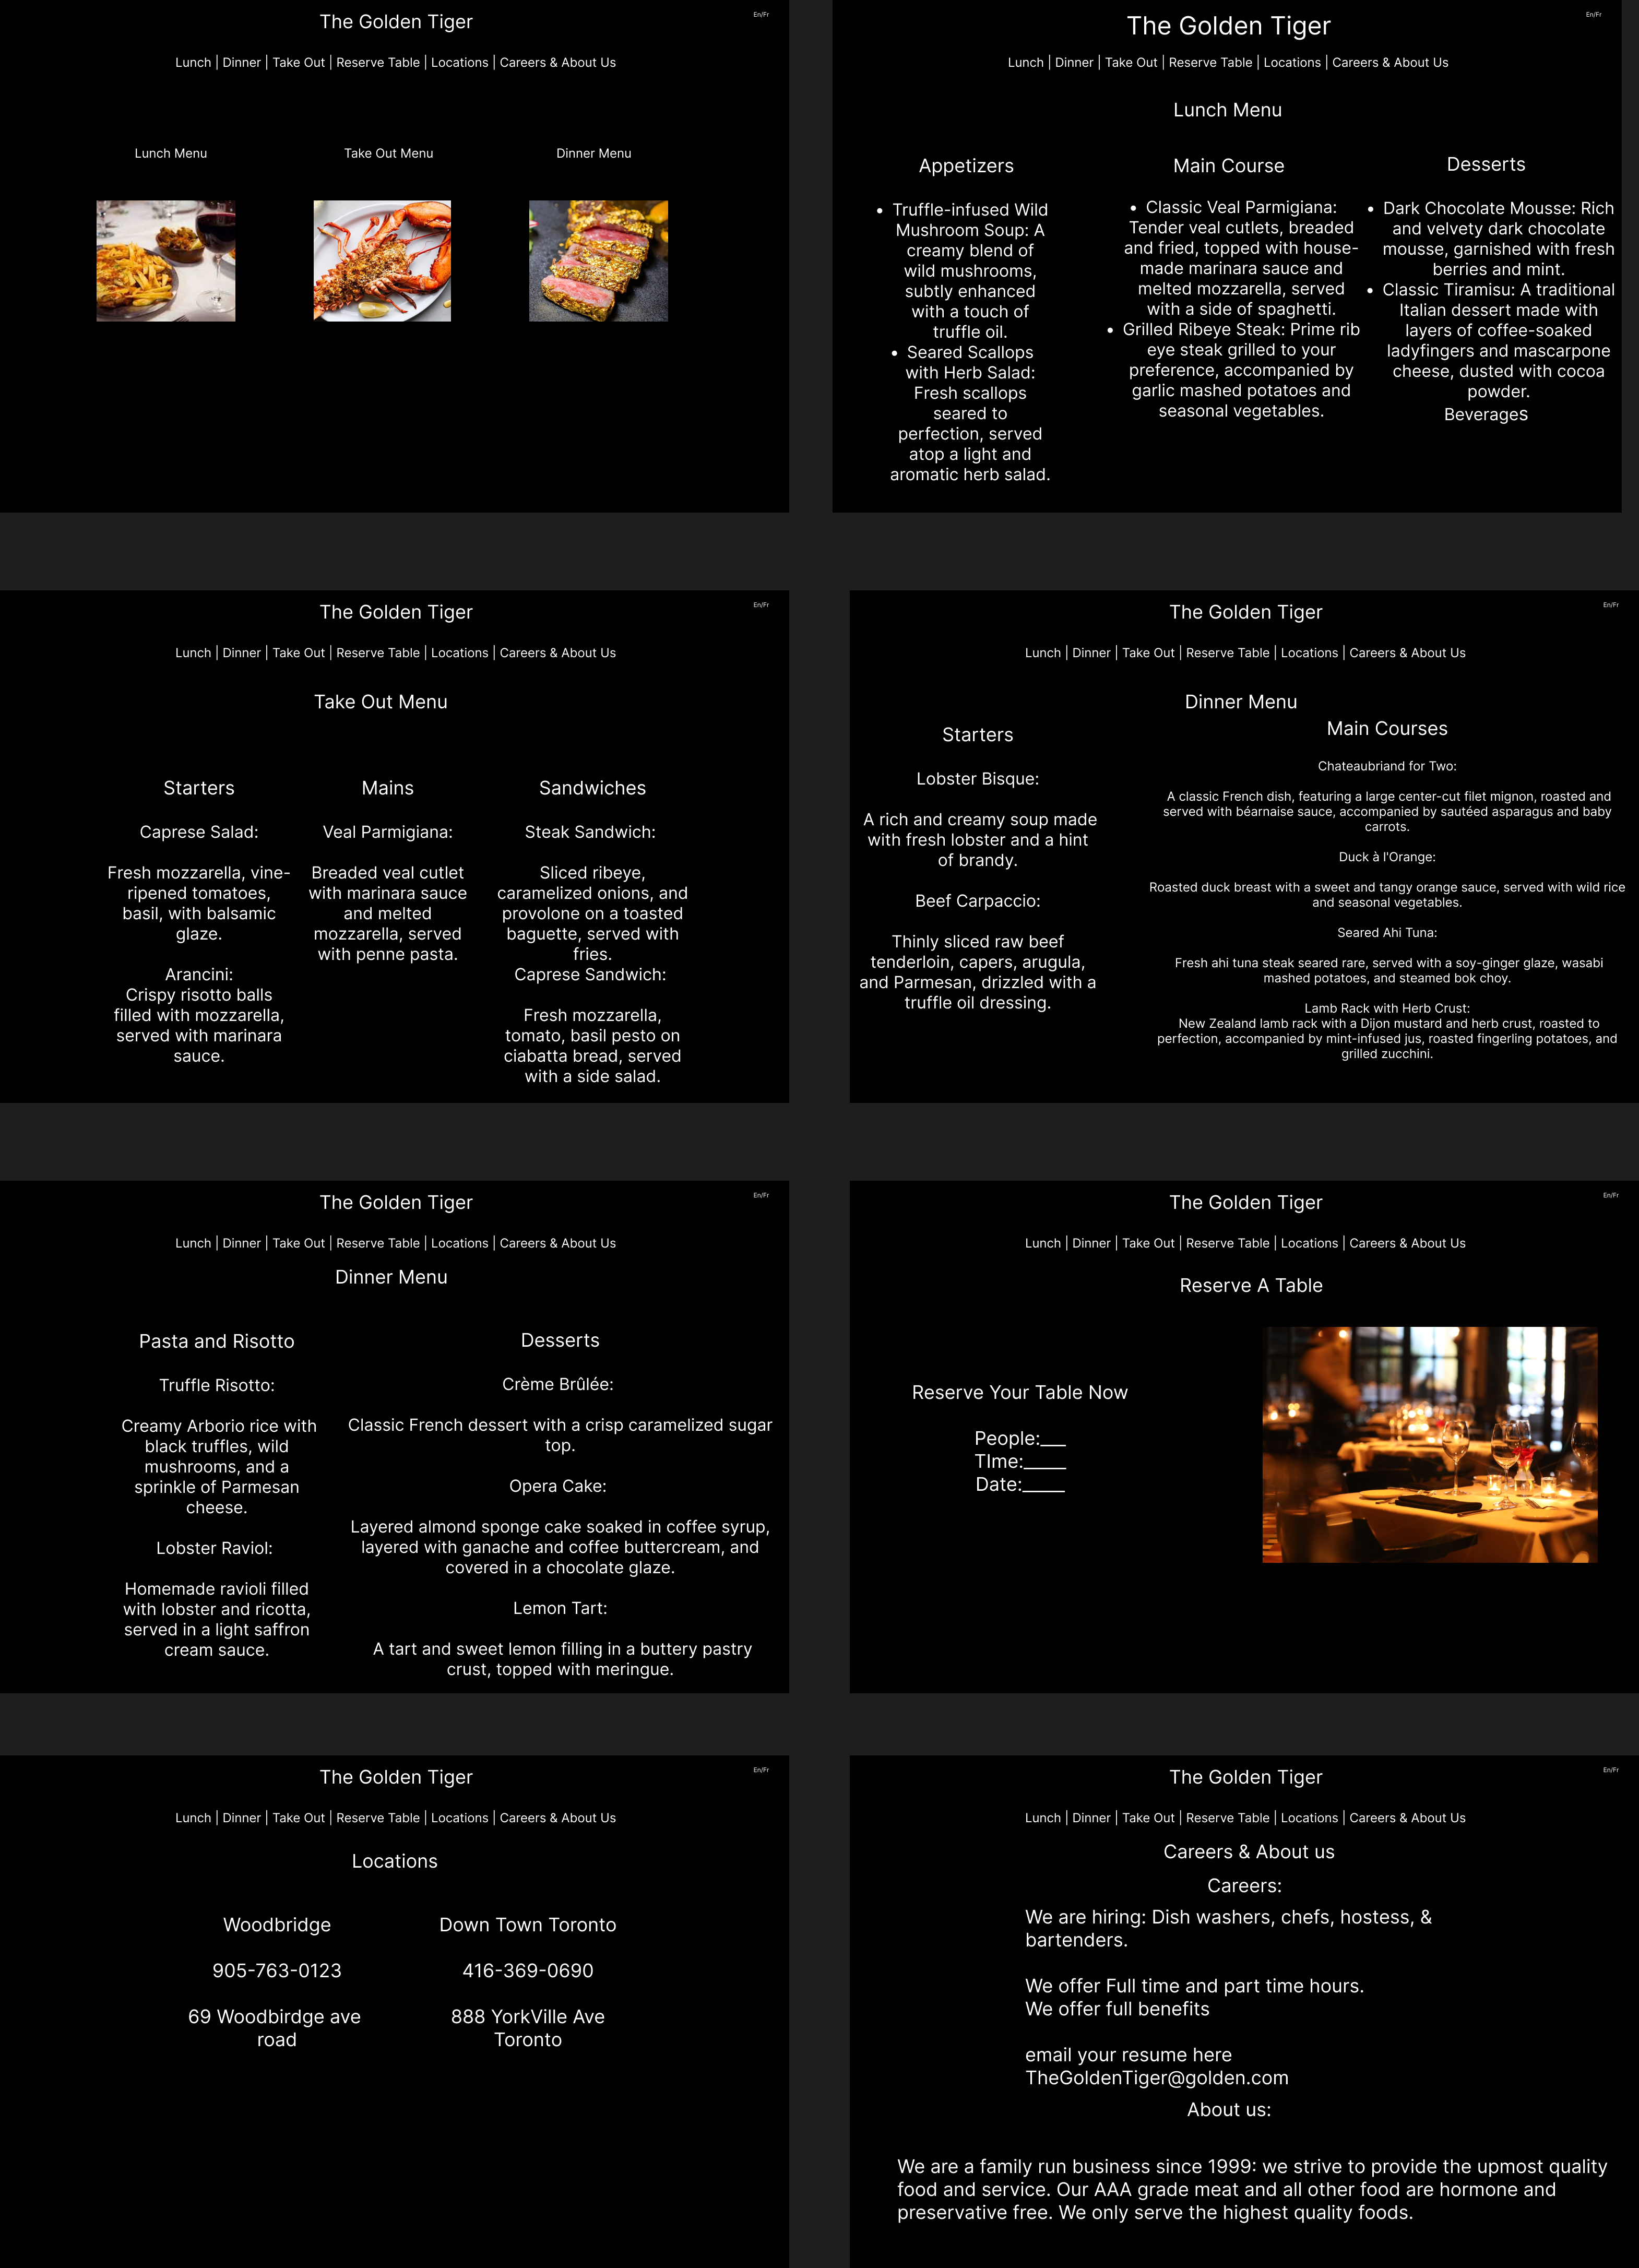 The Golden Tiger
En/Fr
Lunch | Dinner | Take Out | Reserve Table | Locations | Careers & About Us
Lunch Menu
Take Out Menu
Dinner Menu
The Golden Tiger
En/Fr
Lunch | Dinner | Take Out | Reserve Table | Locations | Careers & About Us
Lunch Menu
Appetizers
• Truffle-infused Wild
Mushroom Soup: A
creamy blend of
wild mushrooms,
subtly enhanced
with a touch of
truffle oil.
• Seared Scallops
with Herb Salad:
Fresh scallops
seared to
perfection, served
atop a light and
aromatic herb salad.
Main Course
• Classic Veal Parmigiana:
Tender veal cutlets, breaded
and fried, topped with house-
made marinara sauce and
melted mozzarella, served
with a side of spaghetti.
• Grilled Ribeye Steak: Prime rib
eye steak grilled to your
preference, accompanied by
garlic mashed potatoes and
seasonal vegetables.
Desserts
• Dark Chocolate Mousse: Rich
and velvety dark chocolate
mousse, garnished with fresh
berries and mint.
• Classic Tiramisu: A traditional
Italian dessert made with
layers of coffee-soaked
ladyfingers and mascarpone
cheese, dusted with cocoa
powder.
Beverages
The Golden Tiger
En/Fr
Lunch | Dinner | Take Out | Reserve Table | Locations | Careers & About Us
Take Out Menu
Starters
Caprese Salad:
Fresh mozzarella, vine-
ripened tomatoes,
basil, with balsamic
glaze.
Arancini:
Crispy risotto balls
filled with mozzarella,
served with marinara
sauce.
Mains
Veal Parmigiana:
Breaded veal cutlet
with marinara sauce
and melted
mozzarella, served
with penne pasta.
Sandwiches
Steak Sandwich:
Sliced ribeye,
caramelized onions, and
provolone on a toasted
baguette, served with
fries.
Caprese Sandwich:
Fresh mozzarella,
tomato, basil pesto on
ciabatta bread, served
with a side salad.
The Golden Tiger
En/Fr
Lunch | Dinner | Take Out | Reserve Table | Locations | Careers & About Us
Dinner Menu
Starters
Lobster Bisque:
A rich and creamy soup made
with fresh lobster and a hint
of brandy.
Beef Carpaccio:
Thinly sliced raw beef
tenderloin, capers, arugula,
and Parmesan, drizzled with a
truffle oil dressing.
Main Courses
Chateaubriand for Two:
A classic French dish, featuring a large center-cut filet mignon, roasted and
served with béarnaise sauce, accompanied by sautéed asparagus and baby
carrots.
Duck à l'Orange:
Roasted duck breast with a sweet and tangy orange sauce, served with wild rice
and seasonal vegetables.
Seared Ahi Tuna:
Fresh ahi tuna steak seared rare, served with a soy-ginger glaze, wasabi
mashed potatoes, and steamed bok choy.
Lamb Rack with Herb Crust:
New Zealand lamb rack with a Dijon mustard and herb crust, roasted to
perfection, accompanied by mint-infused jus, roasted fingerling potatoes, and
grilled zucchini.
The Golden Tiger
En/Fr
Lunch | Dinner | Take Out | Reserve Table | Locations | Careers & About Us
Dinner Menu
Pasta and Risotto
Truffle Risotto:
Creamy Arborio rice with
black truffles, wild
mushrooms, and a
sprinkle of Parmesan
cheese.
Lobster Raviol:
Homemade ravioli filled
with lobster and ricotta,
served in a light saffron
cream sauce.
Desserts
Crème Brûlée:
Classic French dessert with a crisp caramelized sugar
top.
Opera Cake:
Layered almond sponge cake soaked in coffee syrup,
layered with ganache and coffee buttercream, and
covered in a chocolate glaze.
Lemon Tart:
A tart and sweet lemon filling in a buttery pastry
crust, topped with meringue.
The Golden Tiger
En/Fr
Lunch | Dinner | Take Out | Reserve Table | Locations | Careers & About Us
Reserve A Table
Reserve Your Table Now
People:___
TIme:_____
Date:_____
The Golden Tiger
En/Fr
Lunch | Dinner | Take Out | Reserve Table | Locations | Careers & About Us
Locations
Woodbridge
905-763-0123
69 Woodbirdge ave
road
Down Town Toronto
416-369-0690
888 YorkVille Ave
Toronto
The Golden Tiger
En/Fr
Lunch | Dinner | Take Out | Reserve Table | Locations | Careers & About Us
Careers & About us
Careers:
We are hiring: Dish washers, chefs, hostess, &
bartenders.
We offer Full time and part time hours.
We offer full benefits
email your resume here
TheGoldenTiger@golden.com
About us:
We are a family run business since 1999: we strive to provide the upmost quality
food and service. Our AAA grade meat and all other food are hormone and
preservative free. We only serve the highest quality foods.